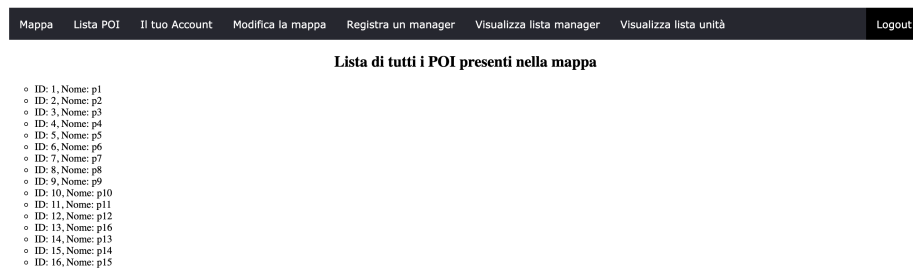 Mappa Lista POI Il tuo Account Modifica la mappa Registra un manager Visualizza lista manager Visualizza lista unità Logout
Lista di tutti i POI presenti nella mappa
ID: 1, Nome: p1
ID: 2, Nome: p2
ID: 3, Nome: p3
ID: 4, Nome: p4
ID: 5, Nome: p5
ID: 6, Nome: p6
ID: 7, Nome: p7
ID: 8, Nome: p8
ID: 9, Nome: p9
ID: 10, Nome: p10
ID: 11, Nome: p11
ID: 12, Nome: p12
ID: 13, Nome: p16
ID: 14, Nome: p13
ID: 15, Nome: p14
ID: 16, Nome: p15